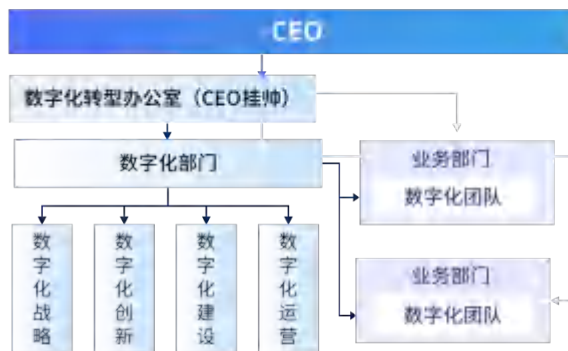 CEO
数字化转型办公室（CEO挂帅）
数字化部门
业务部门
数字化团队
数字化战略
数字化创新
数字化建设
数字化运营
业务部门
数字化团队